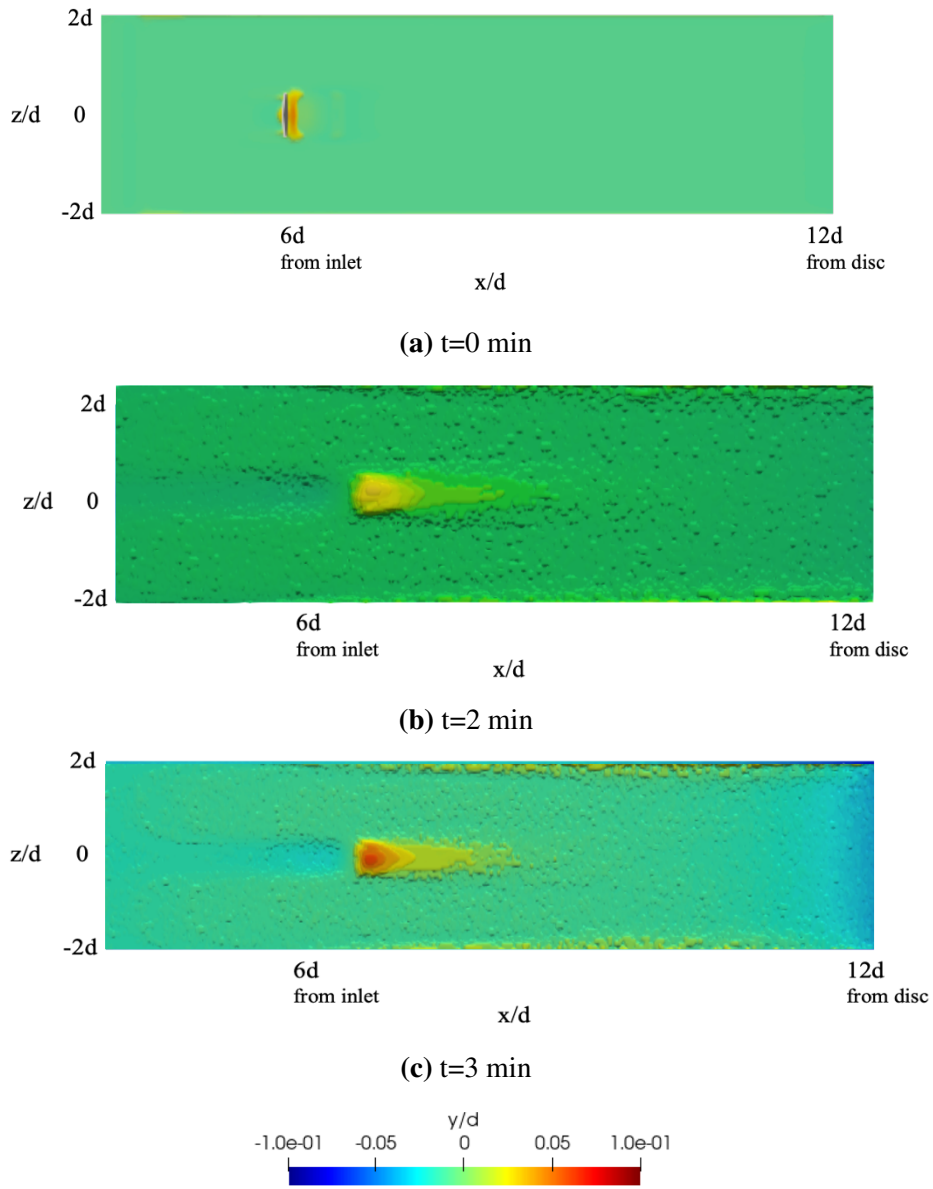 2d
z/d 0
-2d
6d 12d
from inlet from disc
x/d
(a) t=0 min
2d
z/d 0
-2d
6d 12d
from inlet from disc
x/d
(b) t=2 min
2d
z/d 0
-2d
6d 12d
from inlet from disc
x/d
(c) t=3 min
y/d
-1.0e-01 -0.05 0 0.05 1.0e-01